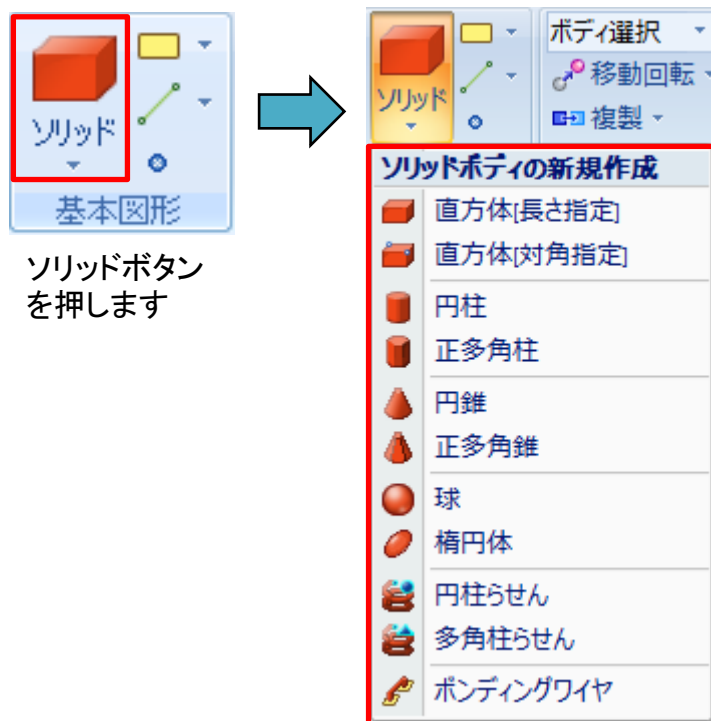 ソリッド
基本図形
ソリッドボタン
を押します
ソリッド
ボディ選択
移動回転
複製
ソリッドボディの新規作成
直方体[長さ指定]
直方体[対角指定]
円柱
正多角柱
円錐
正多角錐
球
楕円体
円柱らせん
多角柱らせん
ボンディングワイヤ